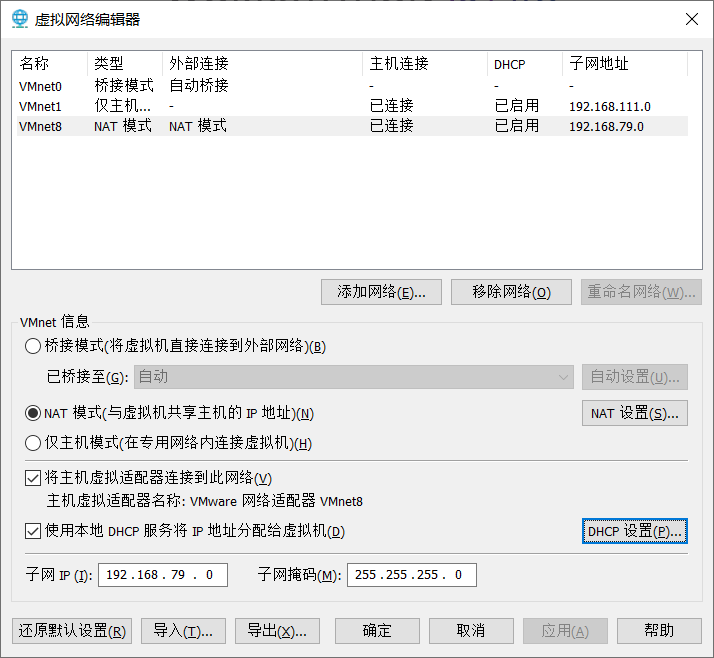 虚拟网络编辑器
名称 类型 外部连接 主机连接 DHCP 子网地址
VMnet0 桥接模式 自动桥接 - - -
VMnet1 仅主机... - 已连接 已启用 192.168.111.0
VMnet8 NAT 模式 NAT 模式 已连接 已启用 192.168.79.0
添加网络(E)... 移除网络(O) 重命名网络(W)...
VMnet 信息
桥接模式(将虚拟机直接连接到外部网络)(B)
已桥接至(G): 自动 自动设置(U)...
NAT 模式(与虚拟机共享主机的 IP 地址)(N) NAT 设置(S)...
仅主机模式(在专用网络内连接虚拟机)(H)
将主机虚拟适配器连接到此网络(V)
主机虚拟适配器名称: VMware 网络适配器 VMnet8
使用本地 DHCP 服务将 IP 地址分配给虚拟机(D) DHCP 设置(P)...
子网 IP (I): 192.168.79.0 子网掩码(M): 255.255.255.0
还原默认设置(R) 导入(T)... 导出(X)... 确定 取消 应用(A) 帮助